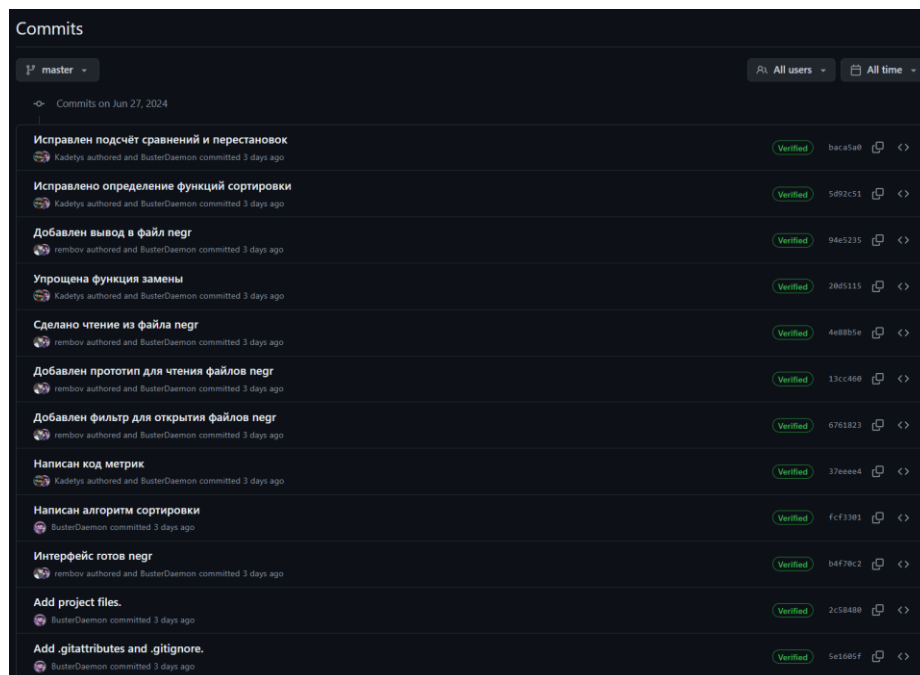 Commits
master
All users
All time
Commits on Jun 27, 2024
Исправлен подсчёт сравнений и перестановок
Kadetys authored and BusterDaemon committed 3 days ago
Verified
baca5a0
Исправлено определение функций сортировки
Kadetys authored and BusterDaemon committed 3 days ago
Verified
5d92c51
Добавлен вывод в файл negr
rembov authored and BusterDaemon committed 3 days ago
Verified
94e5235
Упрощена функция замены
Kadetys authored and BusterDaemon committed 3 days ago
Verified
20d5115
Сделано чтение из файла negr
rembov authored and BusterDaemon committed 3 days ago
Verified
4e88b5e
Добавлен прототип для чтения файлов negr
rembov authored and BusterDaemon committed 3 days ago
Verified
13cc460
Добавлен фильтр для открытия файлов negr
rembov authored and BusterDaemon committed 3 days ago
Verified
6761823
Написан код метрик
Kadetys authored and BusterDaemon committed 3 days ago
Verified
37eeee4
Написан алгоритм сортировки
BusterDaemon committed 3 days ago
Verified
fcf3301
Интерфейс готов negr
rembov authored and BusterDaemon committed 3 days ago
Verified
b4f70c2
Add project files.
BusterDaemon committed 3 days ago
Verified
2c58480
Add .gitattributes and .gitignore.
BusterDaemon committed 3 days ago
Verified
5e1605f